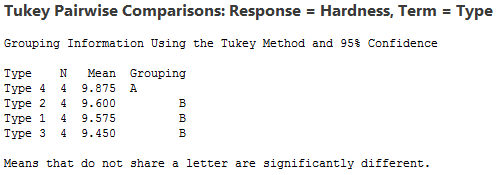 Tukey Pairwise Comparisons: Response = Hardness, Term = Type
Grouping Information Using the Tukey Method and 95% Confidence
Type N Mean Grouping
Type 4 4 9.875 A
Type 2 4 9.600 B
Type 1 4 9.575 B
Type 3 4 9.450 B
Means that do not share a letter are significantly different.